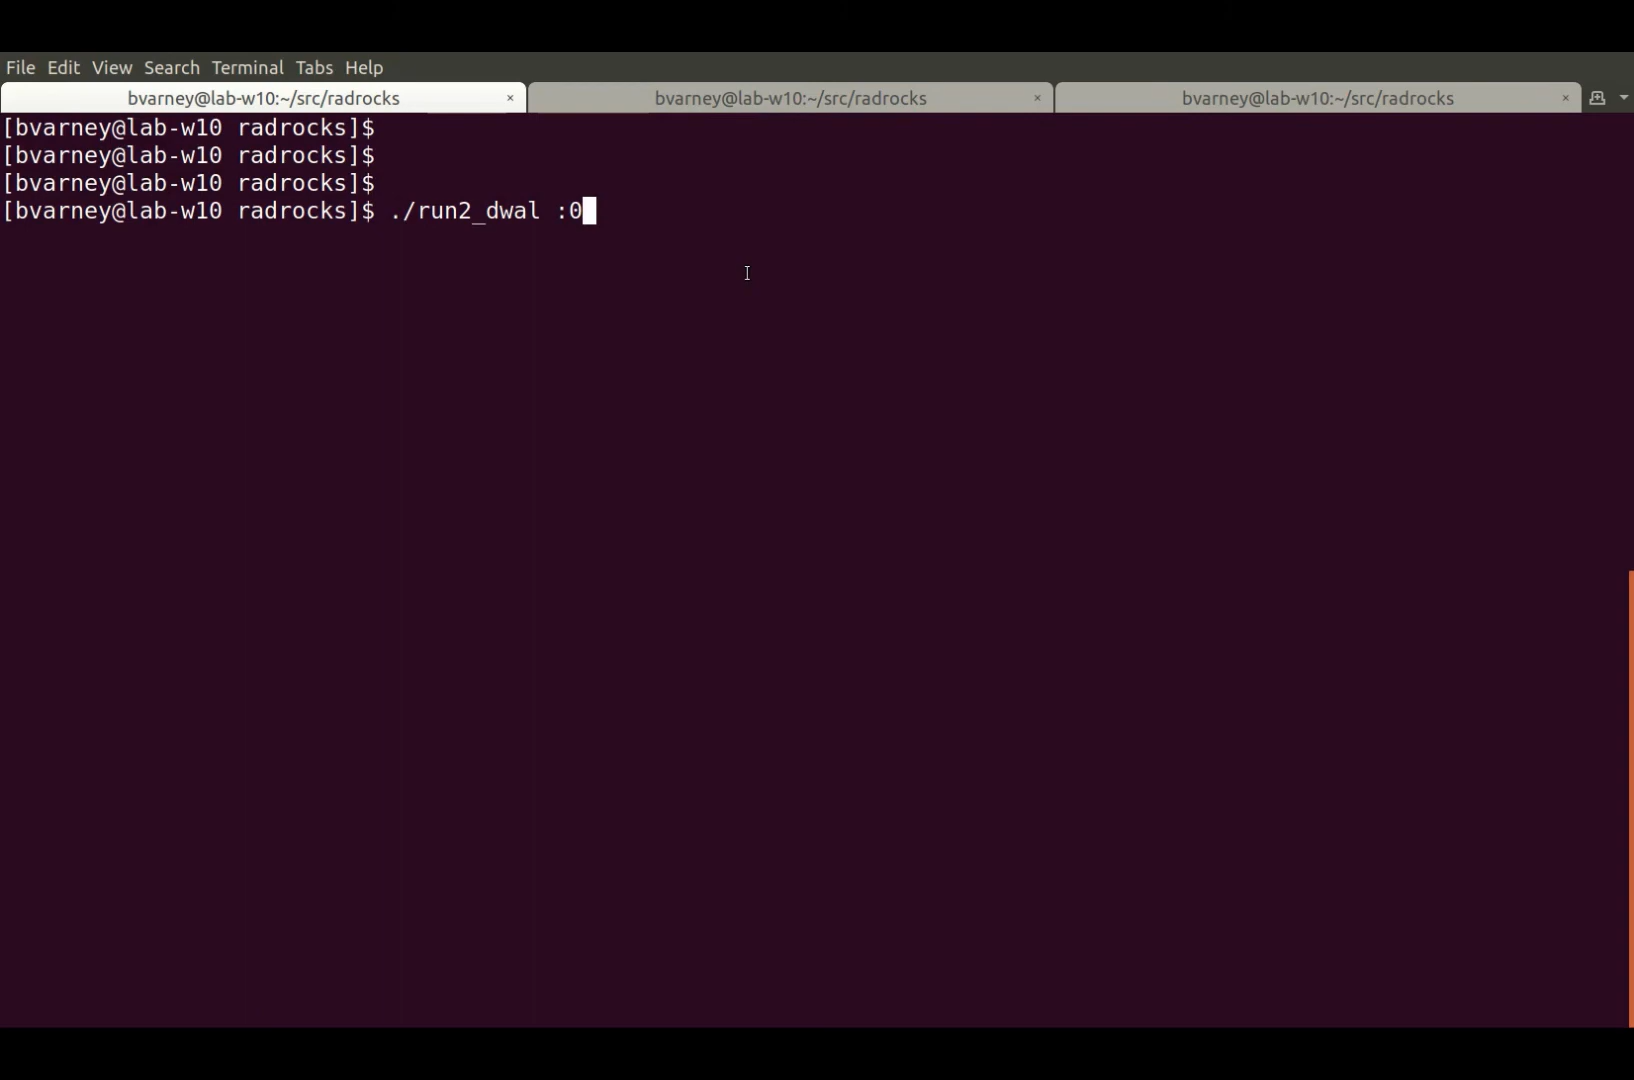 File Edit View Search Terminal Tabs Help
bvarney@lab-w10:~/src/radrocks × bvarney@lab-w10:~/src/radrocks × bvarney@lab-w10:~/src/radrocks ×
[bvarney@lab-w10 radrocks]$
[bvarney@lab-w10 radrocks]$
[bvarney@lab-w10 radrocks]$
[bvarney@lab-w10 radrocks]$ ./run2_dwal :0